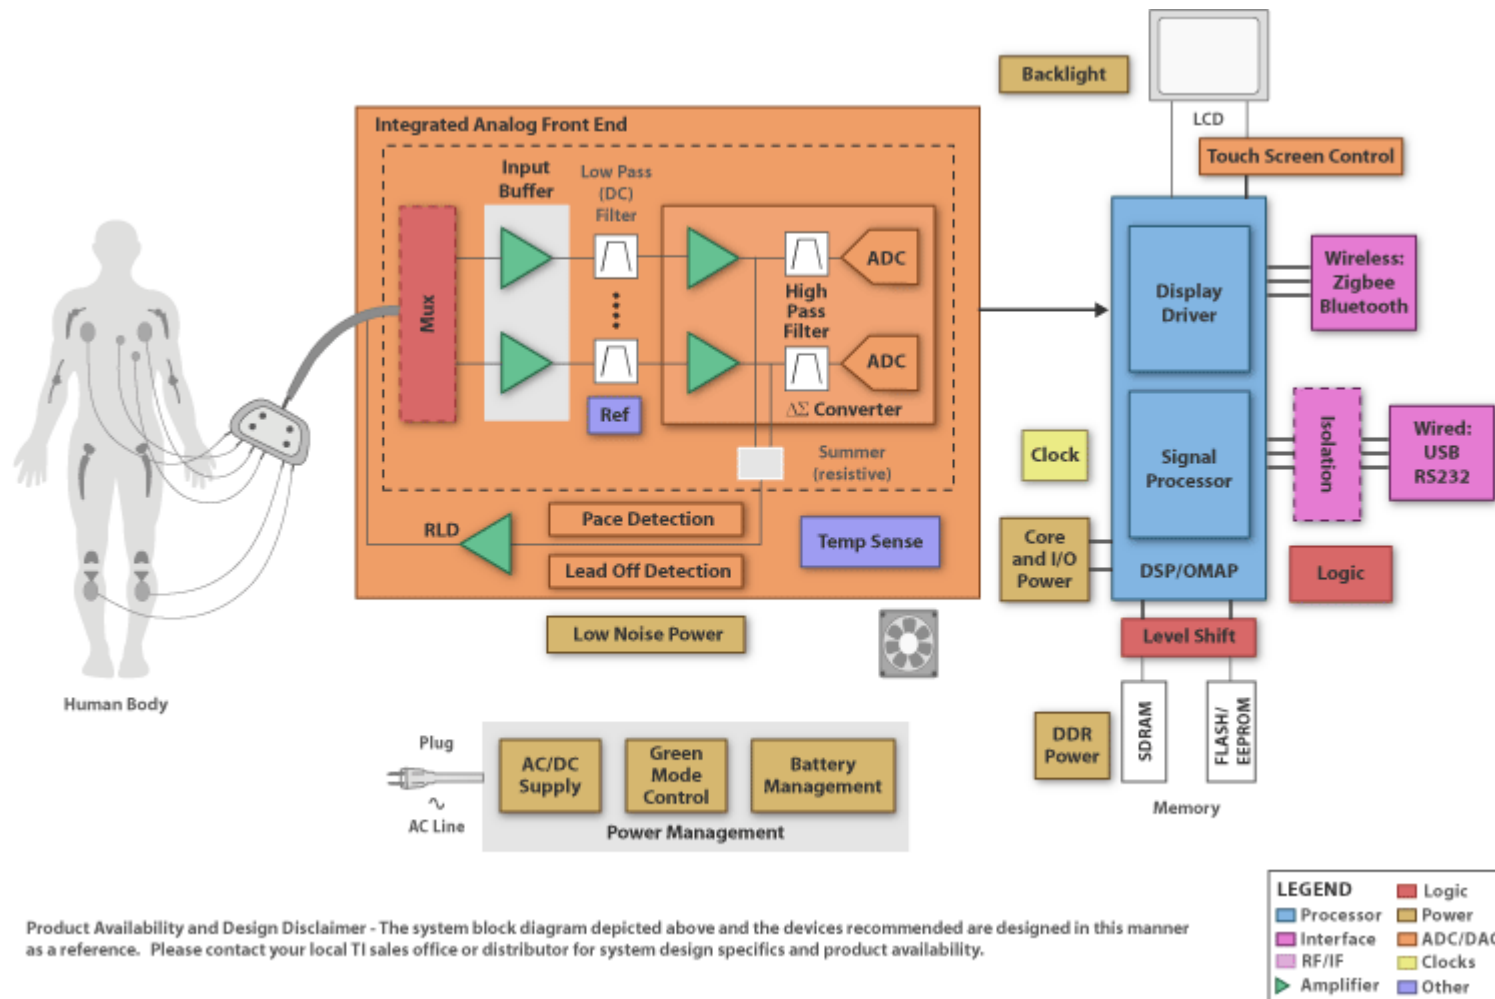 Backlight
LCD
Touch Screen Control
Integrated Analog Front End
Input
Buffer
Low Pass
(DC)
Filter
Mux
ADC
High
Pass
Filter
ADC
Ref
ΔΣ Converter
Summer
(resistive)
RLD
Pace Detection
Lead Off Detection
Temp Sense
Low Noise Power
Human Body
Display
Driver
Signal
Processor
DSP/OMAP
Wireless:
Zigbee
Bluetooth
Isolation
Wired:
USB
RS232
Clock
Core
and I/O
Power
Logic
Level Shift
DDR
Power
SDRAM
FLASH/
EEPROM
Memory
Plug
AC Line
AC/DC
Supply
Green
Mode
Control
Battery
Management
Power Management
LEGEND
Processor
Interface
RF/IF
Amplifier
Logic
Power
ADC/DAC
Clocks
Other
Product Availability and Design Disclaimer - The system block diagram depicted above and the devices recommended are designed in this manner
as a reference. Please contact your local TI sales office or distributor for system design specifics and product availability.